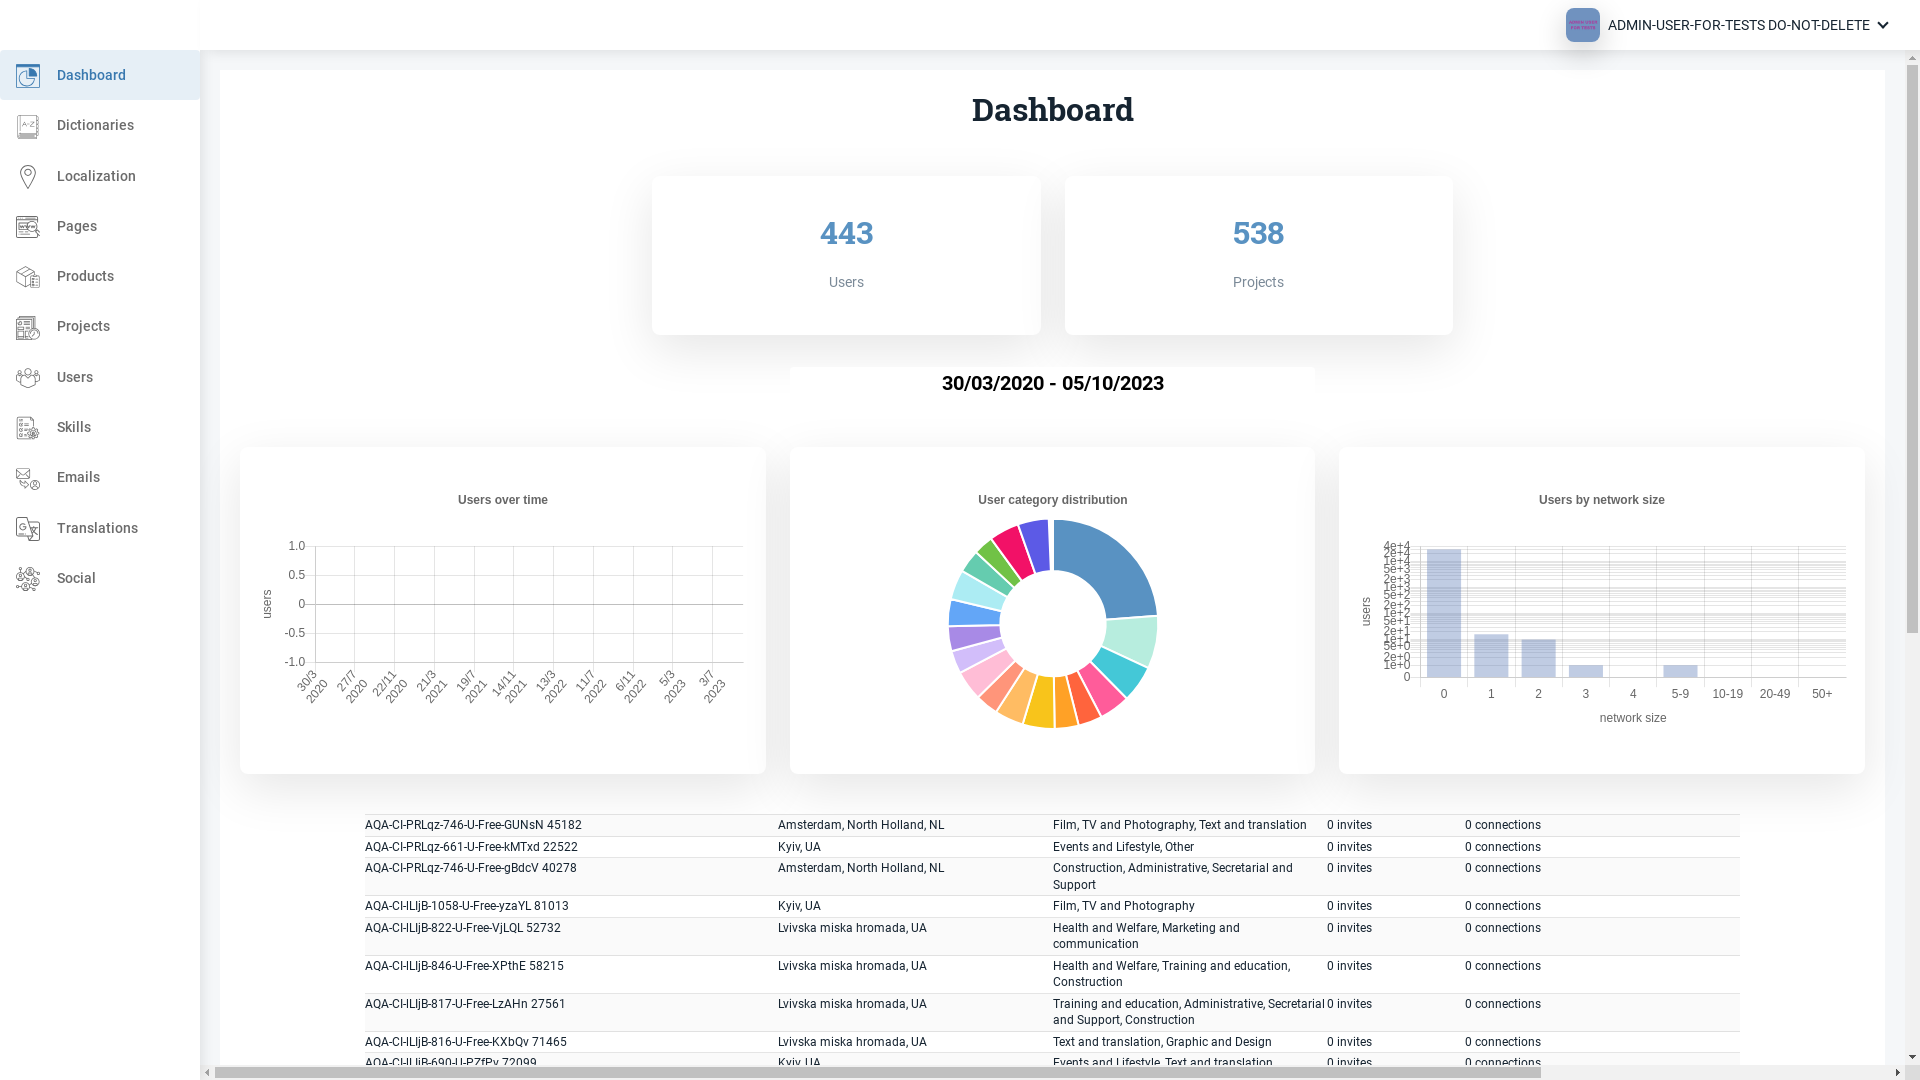 ADMIN-USER-FOR-TESTS DO-NOT-DELETE
Dashboard
Dictionaries
Localization
Pages
Products
Projects
Users
Skills
Emails
Translations
Social
Dashboard
443
Users
538
Projects
30/03/2020 - 05/10/2023
Users over time
1.0
0.5
0
-0.5
-1.0
users
30/3 2020
27/7 2020
22/11 2020
21/3 2021
19/7 2021
14/11 2021
13/3 2022
11/7 2022
6/11 2022
5/3 2023
3/7 2023
User category distribution
Users by network size
4e+4
2e+4
1e+4
5e+3
2e+3
1e+3
5e+2
2e+2
1e+2
5e+1
2e+1
1e+1
5e+0
2e+0
1e+0
0
users
0 1 2 3 4 5-9 10-19 20-49 50+
network size
AQA-CI-PRLqz-746-U-Free-GUNsN 45182 Amsterdam, North Holland, NL Film, TV and Photography, Text and translation 0 invites 0 connections
AQA-CI-PRLqz-661-U-Free-kMTxd 22522 Kyiv, UA Events and Lifestyle, Other 0 invites 0 connections
AQA-CI-PRLqz-746-U-Free-gBdcV 40278 Amsterdam, North Holland, NL Construction, Administrative, Secretarial and 0 invites 0 connections
Support
AQA-CI-ILIjB-1058-U-Free-yzaYL 81013 Kyiv, UA Film, TV and Photography 0 invites 0 connections
AQA-CI-ILIjB-822-U-Free-VjLQL 52732 Lvivska miska hromada, UA Health and Welfare, Marketing and 0 invites 0 connections
communication
AQA-CI-ILIjB-846-U-Free-XPthE 58215 Lvivska miska hromada, UA Health and Welfare, Training and education, 0 invites 0 connections
Construction
AQA-CI-ILIjB-817-U-Free-LzAHn 27561 Lvivska miska hromada, UA Training and education, Administrative, Secretarial 0 invites 0 connections
and Support, Construction
AQA-CI-ILIjB-816-U-Free-KXbQv 71465 Lvivska miska hromada, UA Text and translation, Graphic and Design 0 invites 0 connections
AQA-CI-ILIjB-690-U-PZfPv 72099 Kyiv, UA Events and Lifestyle, Text and translation 0 invites 0 connections